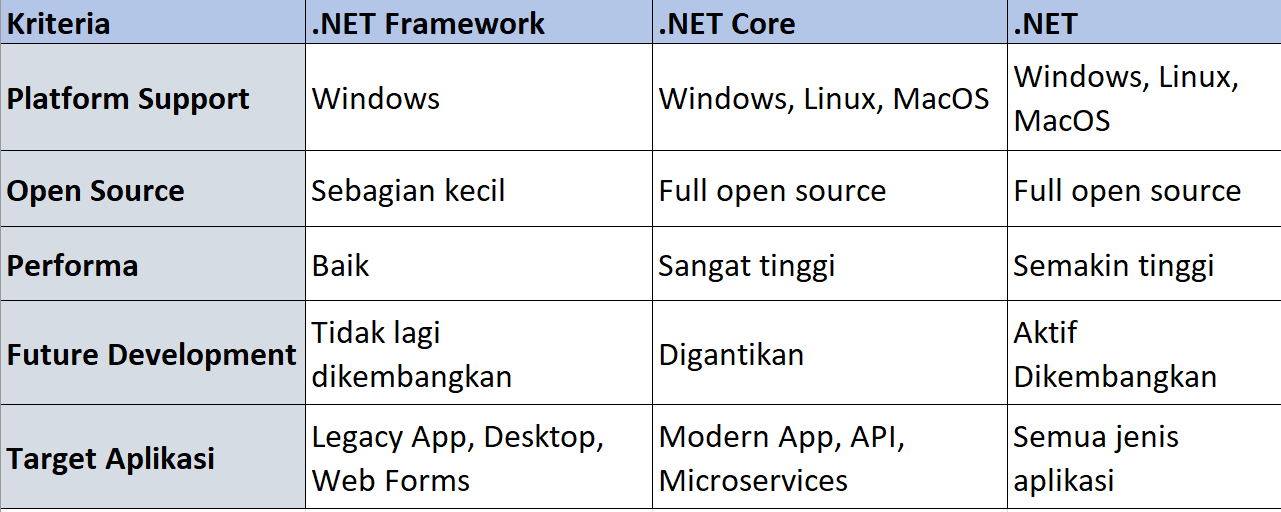 Kriteria .NET Framework .NET Core .NET
Platform Support Windows Windows, Linux, MacOS Windows, Linux,
MacOS
Open Source Sebagian kecil Full open source Full open source
Performa Baik Sangat tinggi Semakin tinggi
Future Development Tidak lagi
dikembangkan Digantikan Aktif
Dikembangkan
Target Aplikasi Legacy App, Desktop,
Web Forms Modern App, API,
Microservices Semua jenis
aplikasi